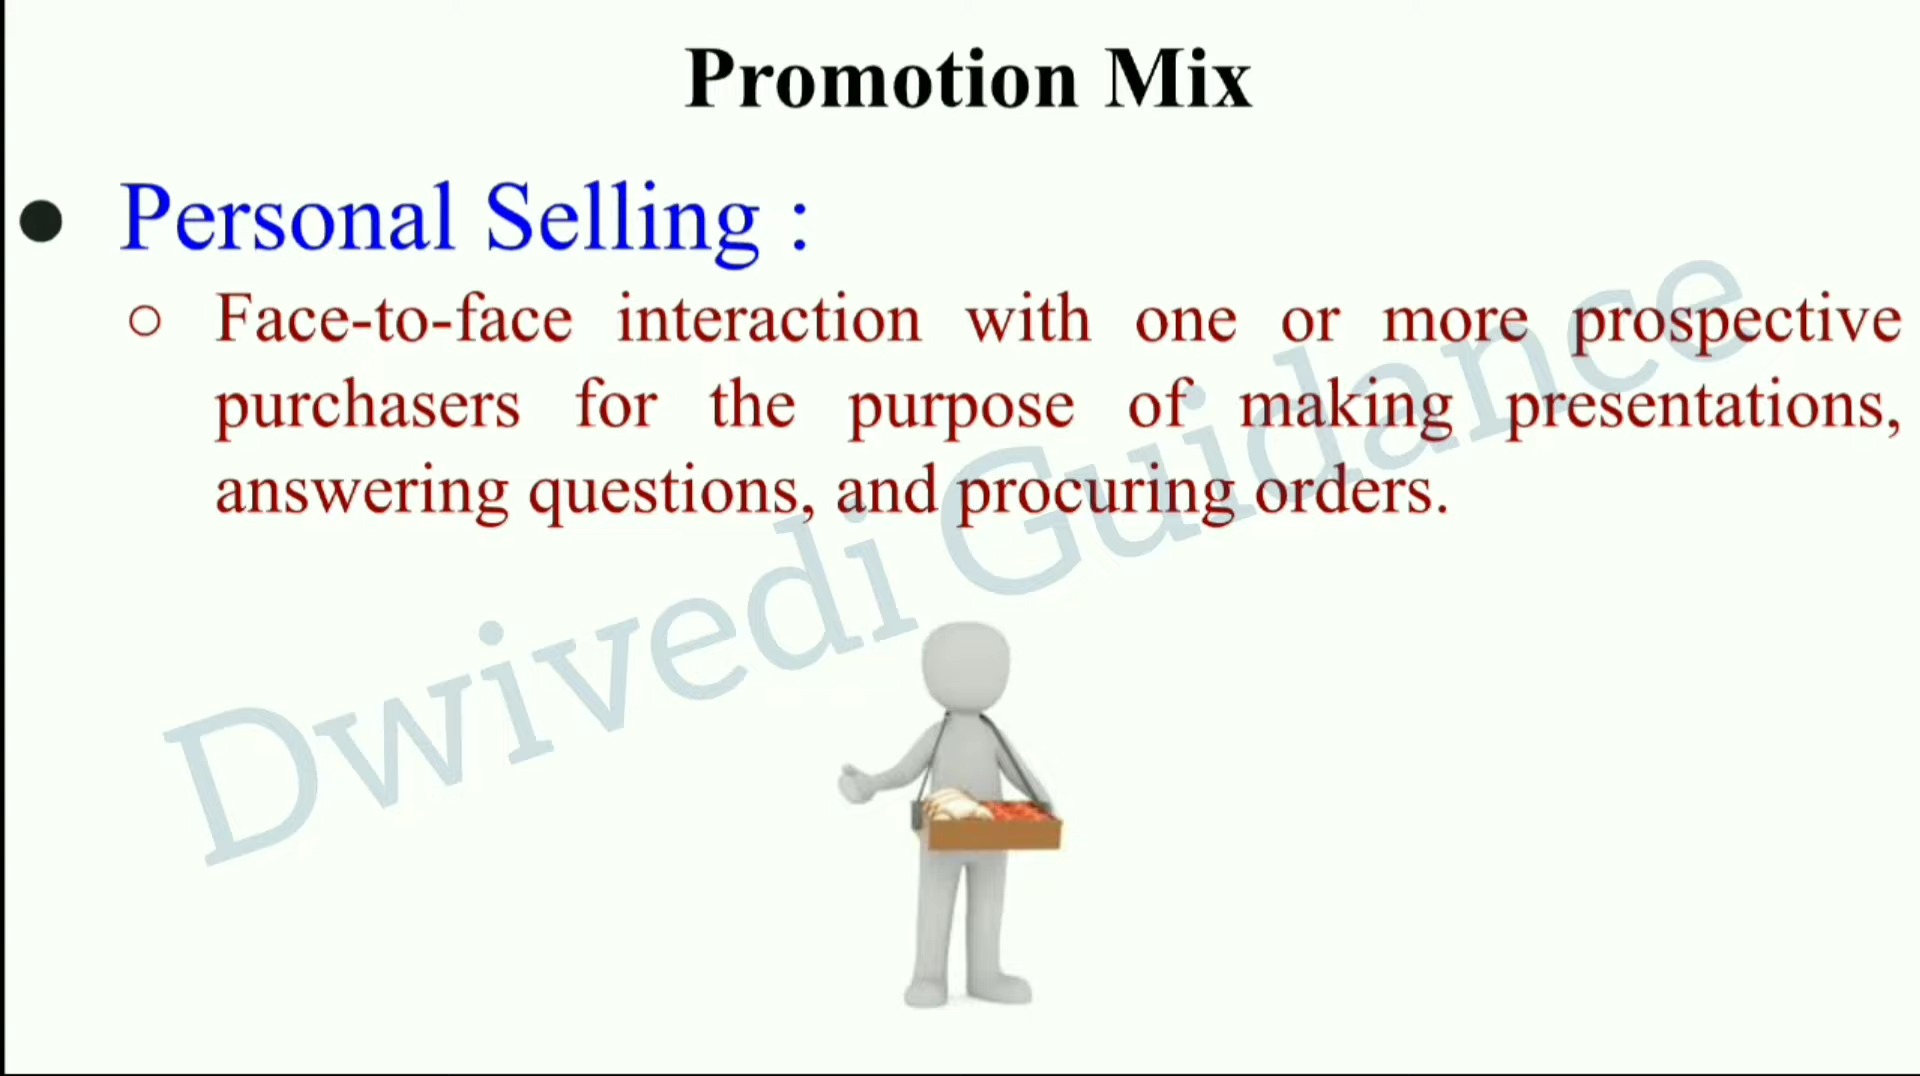 Promotion Mix
● Personal Selling :
○ Face-to-face interaction with one or more prospective
purchasers for the purpose of making presentations,
answering questions, and procuring orders.
Dwivedi Guidance